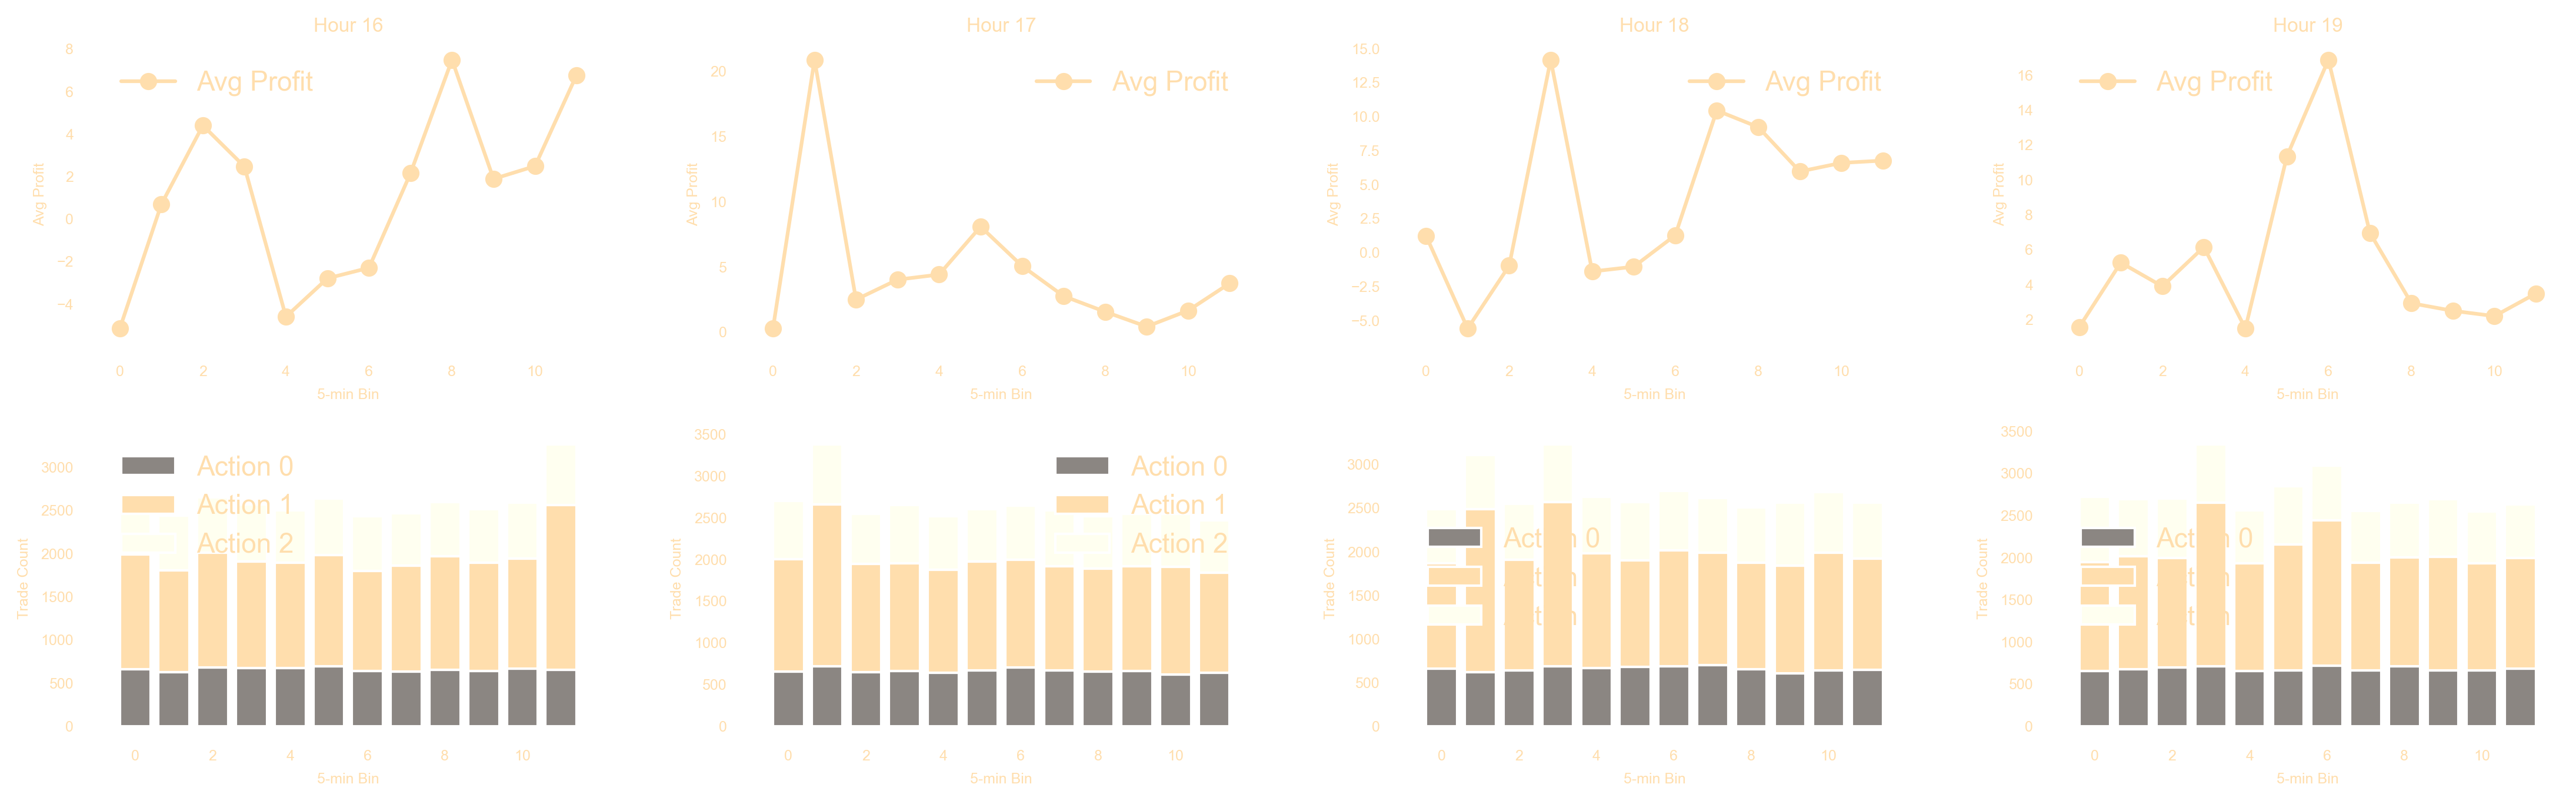 Hour 16
Avg Profit
8
6
4
2
0
−2
−4
Avg Profit
0 2 4 6 8 10
5-min Bin
Hour 17
Avg Profit
20
15
10
5
0
Avg Profit
0 2 4 6 8 10
5-min Bin
Hour 18
Avg Profit
15.0
12.5
10.0
7.5
5.0
2.5
0.0
−2.5
−5.0
Avg Profit
0 2 4 6 8 10
5-min Bin
Hour 19
Avg Profit
16
14
12
10
8
6
4
2
Avg Profit
0 2 4 6 8 10
5-min Bin
Trade Count
3000
2500
2000
1500
1000
500
0
Action 0
Action 1
Action 2
0 2 4 6 8 10
5-min Bin
Trade Count
3500
3000
2500
2000
1500
1000
500
0
Action 0
Action 1
Action 2
0 2 4 6 8 10
5-min Bin
Trade Count
3000
2500
2000
1500
1000
500
0
0 2 4 6 8 10
5-min Bin
Trade Count
3500
3000
2500
2000
1500
1000
500
0
0 2 4 6 8 10
5-min Bin